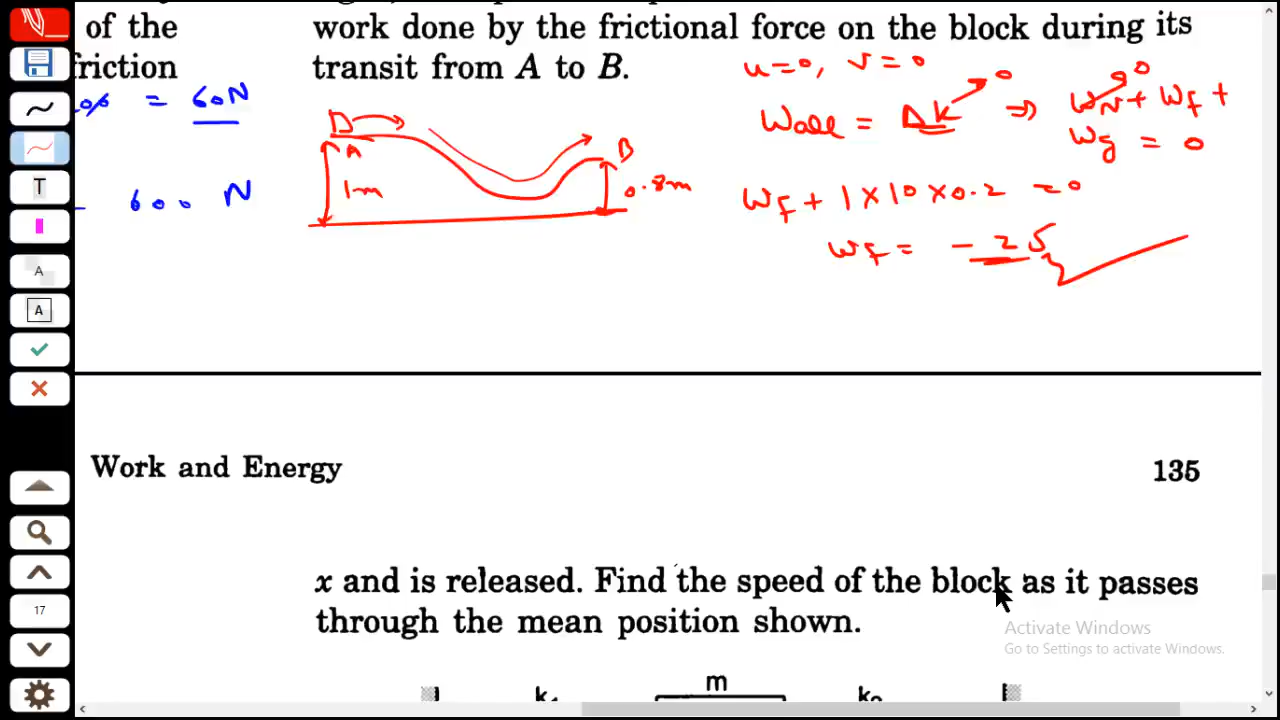 of the
friction
= 60N
600 N
work done by the frictional force on the block during its
transit from A to B.
A
1m
B
0.8m
u=0, v=0
Wall = Δk → 0 ⇒ WN → 0 + Wf +
Wg = 0
Wf + 1×10×0.2 = 0
Wf = -2J
Work and Energy
135
x and is released. Find the speed of the block as it passes
through the mean position shown.
m
T
A
A
17
Activate Windows
Go to Settings to activate Windows.